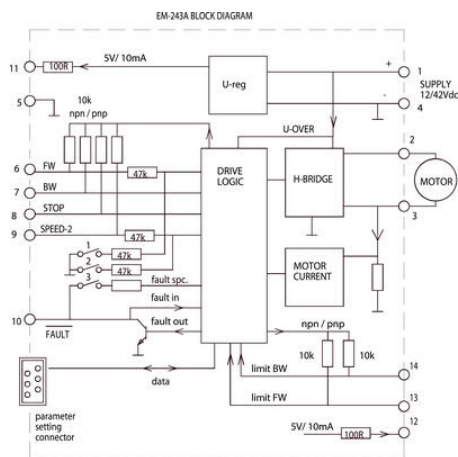 EM-243A BLOCK DIAGRAM
11
100R
5V/ 10mA
U-reg
+
1
SUPPLY
12/42Vdc
-
4
5
10k
npn / pnp
U-OVER
2
6
FW
47k
7
BW
8
STOP
9
SPEED-2
47k
DRIVE
LOGIC
H-BRIDGE
MOTOR
3
1
47k
2
47k
3
fault spc.
MOTOR
CURRENT
fault in
10
FAULT
fault out
npn / pnp
10k
10k
limit BW
14
data
limit FW
13
parameter
setting
connector
5V/ 10mA
100R
12